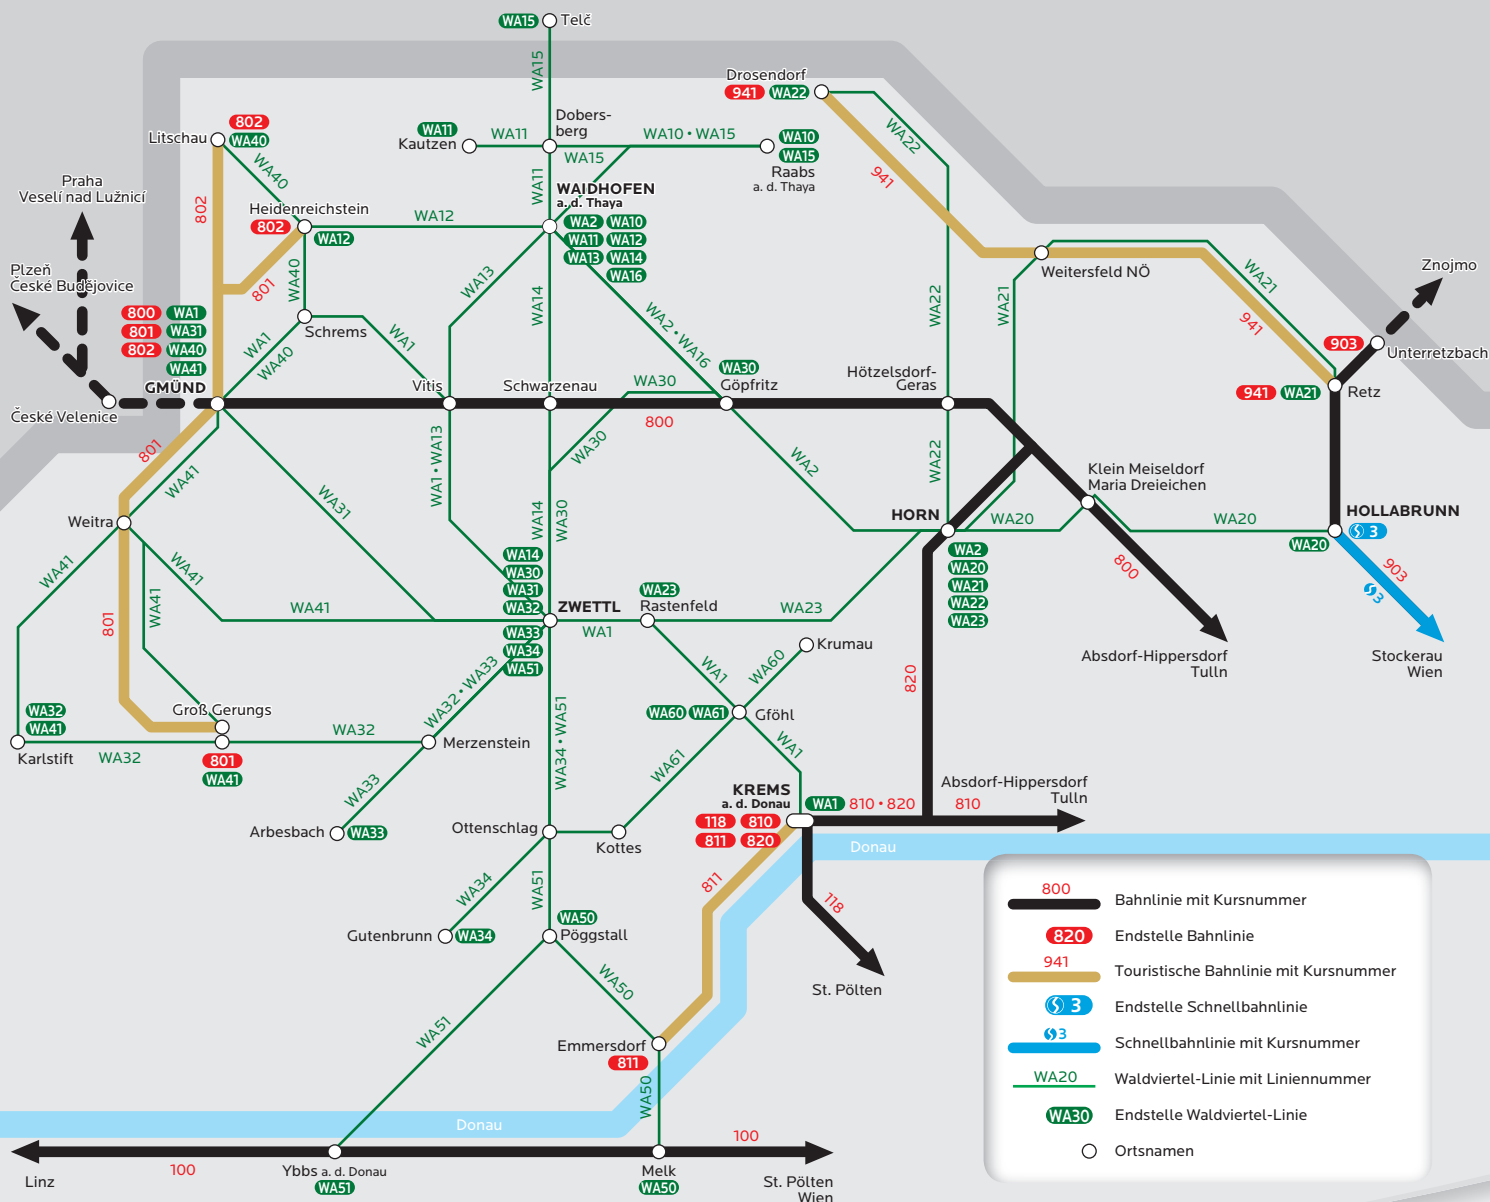 WA15 Telč
WA15
Drosendorf
941 WA22
WA22
941
Dobers-
berg
WA11
Kautzen
WA11
WA15
WA10 • WA15
WA10
WA15
Raabs
a. d. Thaya
802
Litschau
WA40
WA40
802
Praha
Veselí nad Lužnicí
Heidenreichstein
802
WA12
WA12
WA11
WAIDHOFEN
a. d. Thaya
WA2 WA10
WA11 WA12
WA13 WA14
WA16
Plzeň
České Budějovice
801
WA40
WA13
WA14
WA2 • WA16
WA22
WA21
Weitersfeld NÖ
WA21
941
Znojmo
903
Unterretzbach
800 WA1
801 WA31
802 WA40
WA41
GMÜND
České Velenice
Schrems
WA1
WA40
WA1
Vitis
Schwarzenau
WA30
WA30
Göpfritz
Hötzelsdorf-
Geras
941 WA21
Retz
800
801
WA41
WA31
WA1 • WA13
WA30
WA2
WA22
Klein Meiseldorf
Maria Dreieichen
Weitra
WA14
WA30
HORN
WA20
WA20
HOLLABRUNN
3
WA20
WA2
WA20
WA21
WA22
WA23
800
903
3
WA41
WA41
WA41
801
WA41
WA14
WA30
WA31
WA32
ZWETTL
WA33
WA34
WA51
WA1
WA23
Rastenfeld
WA23
Krumau
WA60
WA1
Absdorf-Hippersdorf
Tulln
Stockerau
Wien
820
WA32
WA41
Karlstift
WA32
Groß Gerungs
801
WA41
WA32
WA32 • WA33
Merzenstein
WA34 • WA51
WA60 WA61
Gföhl
WA1
WA61
WA33
Arbesbach WA33
Ottenschlag
Kottes
KREMS
a. d. Donau
WA1
118 810
811 820
810 • 820
810
Absdorf-Hippersdorf
Tulln
Donau
WA34
WA51
811
118
St. Pölten
Gutenbrunn WA34
WA50
Pöggstall
WA50
WA51
Emmersdorf
811
WA50
Donau
100
100
Linz
Ybbs a. d. Donau
WA51
Melk
WA50
St. Pölten
Wien
800 Bahnlinie mit Kursnummer
820 Endstelle Bahnlinie
941 Touristische Bahnlinie mit Kursnummer
3 Endstelle Schnellbahnlinie
3 Schnellbahnlinie mit Kursnummer
WA20 Waldviertel-Linie mit Liniennummer
WA30 Endstelle Waldviertel-Linie
Ortsnamen